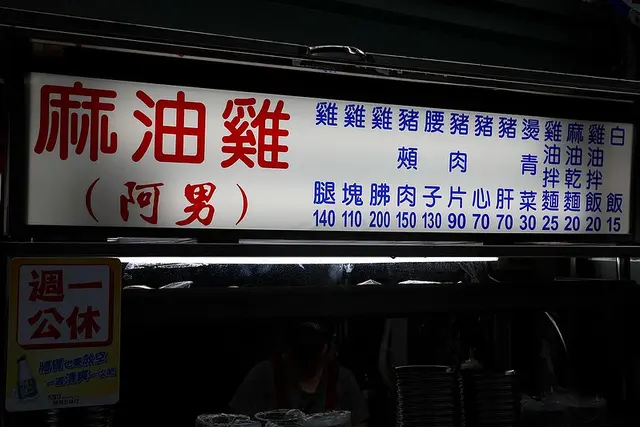 麻油雞
（阿男）
雞腿 140
雞塊 110
雞胇 200
豬頰肉 150
腰子 130
豬肉片 90
豬心 70
豬肝 70
燙青菜 30
雞油拌麵 25
麻油乾麵 20
雞油拌飯 20
白飯 15
週一
公休